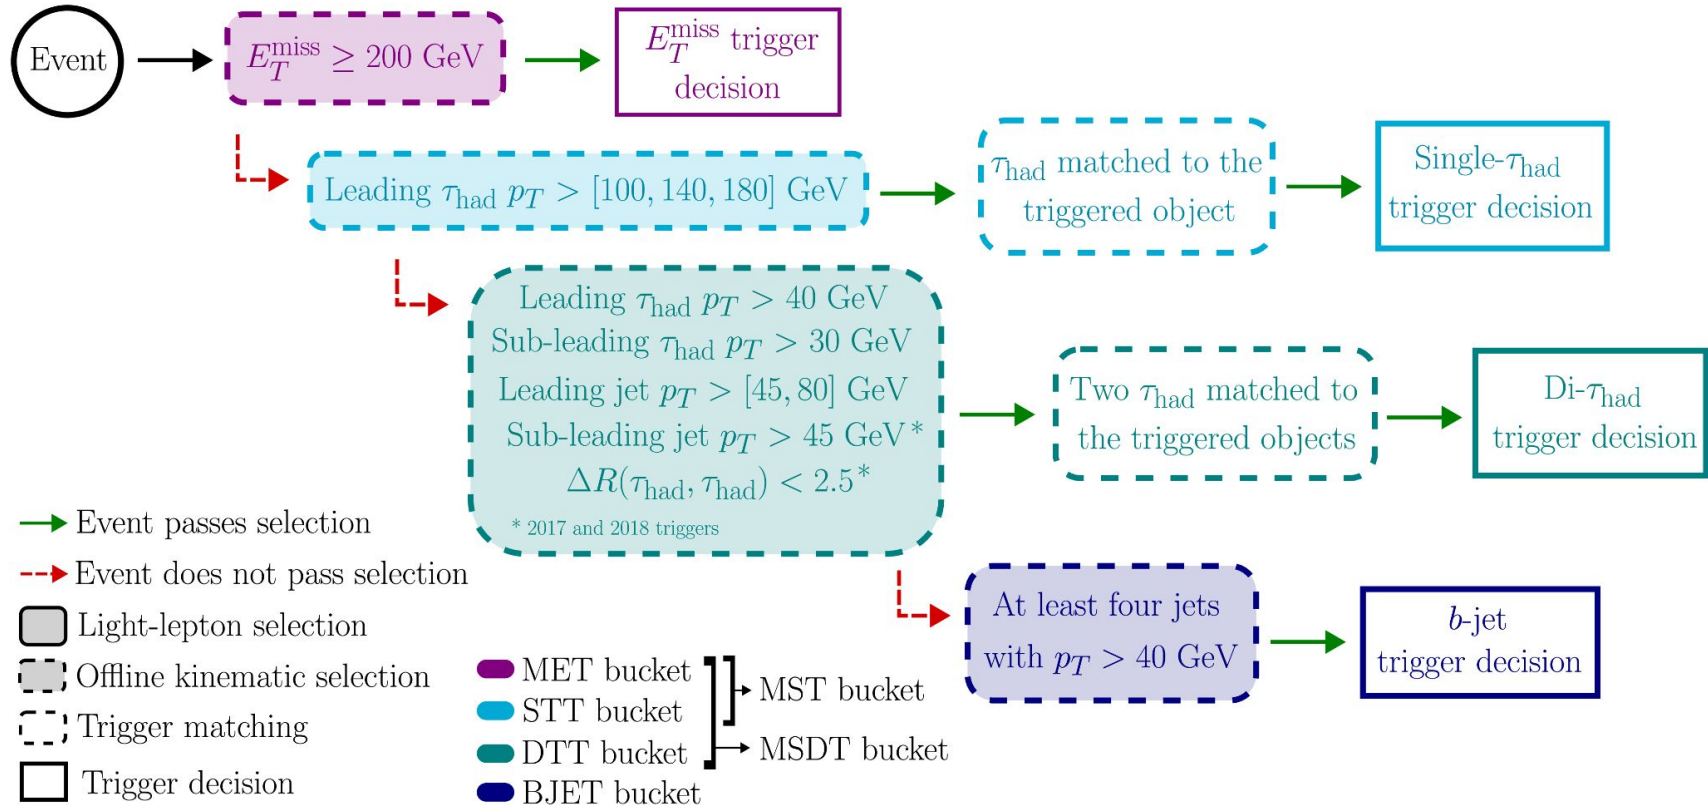 Event
E_T^miss ≥ 200 GeV
E_T^miss trigger
decision
Leading τ_had p_T > [100, 140, 180] GeV
τ_had matched to the
triggered object
Single-τ_had
trigger decision
Leading τ_had p_T > 40 GeV
Sub-leading τ_had p_T > 30 GeV
Leading jet p_T > [45, 80] GeV
Sub-leading jet p_T > 45 GeV*
ΔR(τ_had, τ_had) < 2.5*
* 2017 and 2018 triggers
Two τ_had matched to
the triggered objects
Di-τ_had
trigger decision
At least four jets
with p_T > 40 GeV
b-jet
trigger decision
Event passes selection
Event does not pass selection
Light-lepton selection
Offline kinematic selection
Trigger matching
Trigger decision
MET bucket
STT bucket
DTT bucket
BJET bucket
MST bucket
MSDT bucket